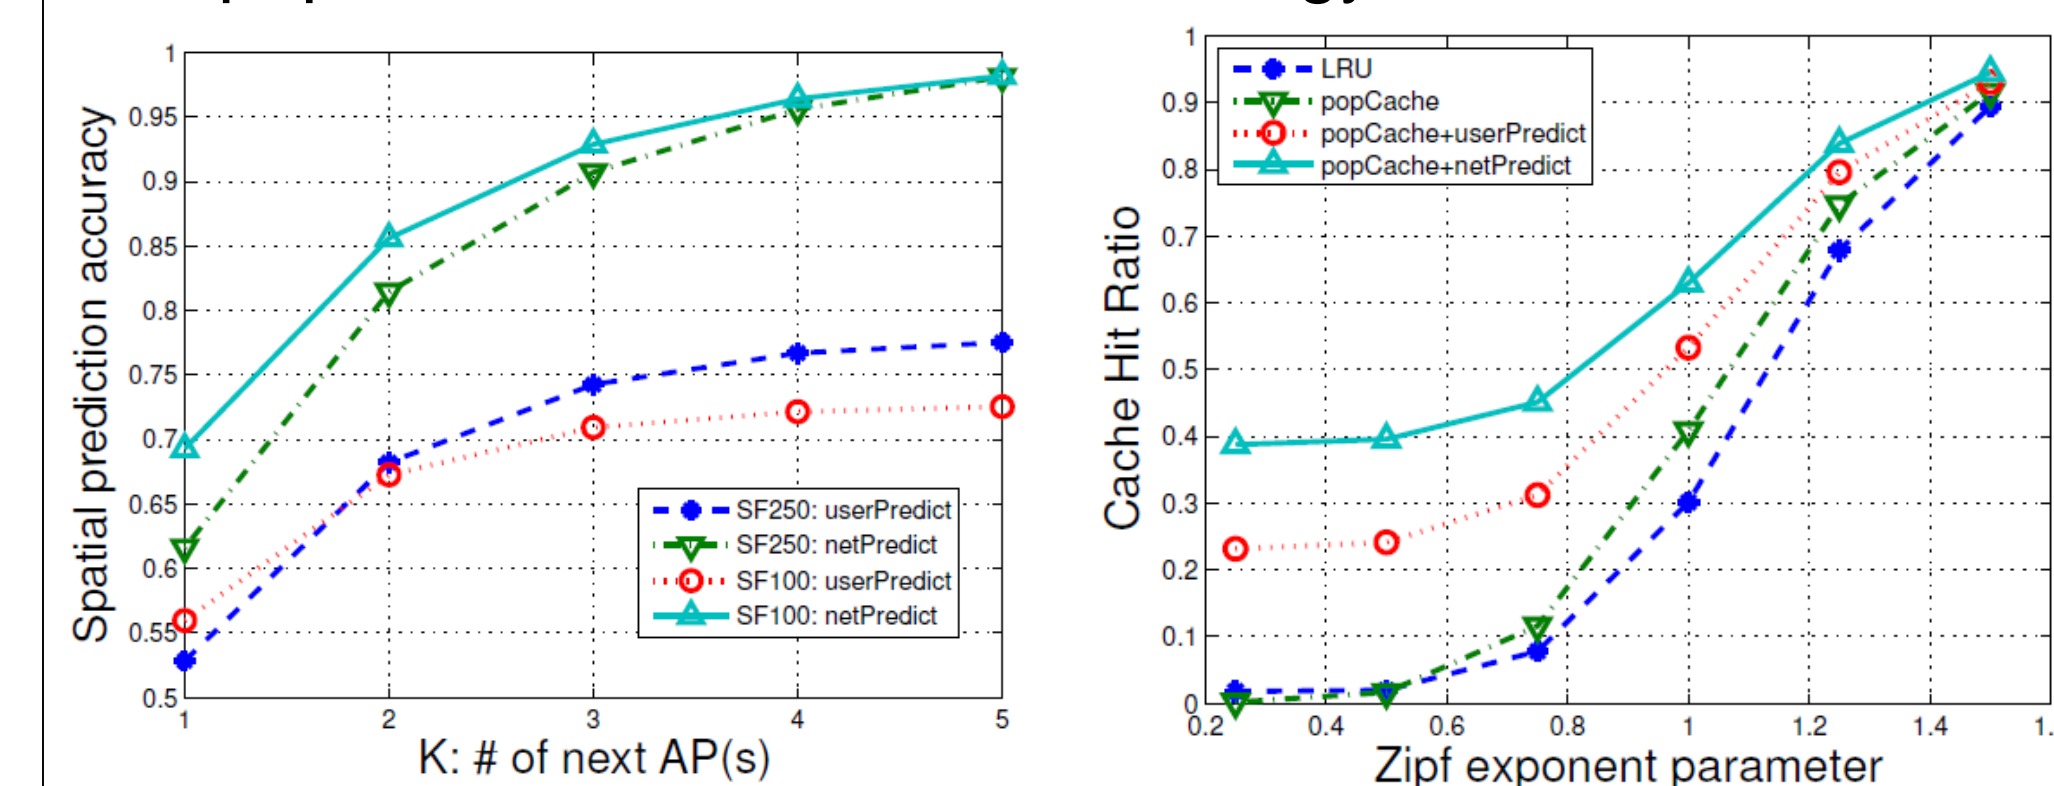 1
0.95
0.9
0.85
0.8
0.75
0.7
0.65
0.6
0.55
0.5
1
2
3
4
5
Spatial prediction accuracy
K: # of next AP(s)
SF250: userPredict
SF250: netPredict
SF100: userPredict
SF100: netPredict
1
0.9
0.8
0.7
0.6
0.5
0.4
0.3
0.2
0.1
0
0.2
0.4
0.6
0.8
1
1.2
1.4
1.
Cache Hit Ratio
Zipf exponent parameter
LRU
popCache
popCache+userPredict
popCache+netPredict